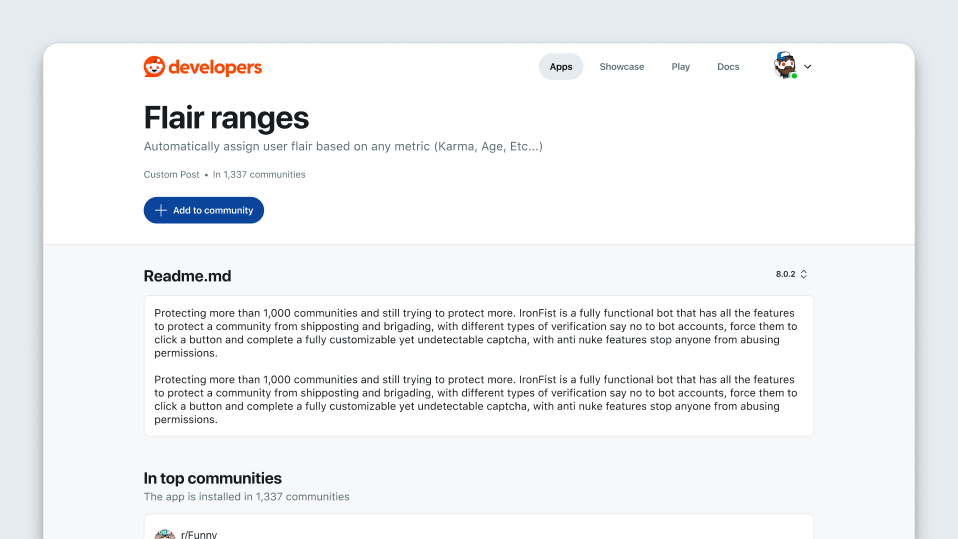 developers
Apps
Showcase
Play
Docs
Flair ranges
Automatically assign user flair based on any metric (Karma, Age, Etc...)
Custom Post • In 1,337 communities
Add to community
Readme.md
8.0.2
Protecting more than 1,000 communities and still trying to protect more. IronFist is a fully functional bot that has all the features
to protect a community from shipposting and brigading, with different types of verification say no to bot accounts, force them to
click a button and complete a fully customizable yet undetectable captcha, with anti nuke features stop anyone from abusing
permissions.
Protecting more than 1,000 communities and still trying to protect more. IronFist is a fully functional bot that has all the features
to protect a community from shipposting and brigading, with different types of verification say no to bot accounts, force them to
click a button and complete a fully customizable yet undetectable captcha, with anti nuke features stop anyone from abusing
permissions.
In top communities
The app is installed in 1,337 communities
r/Funny